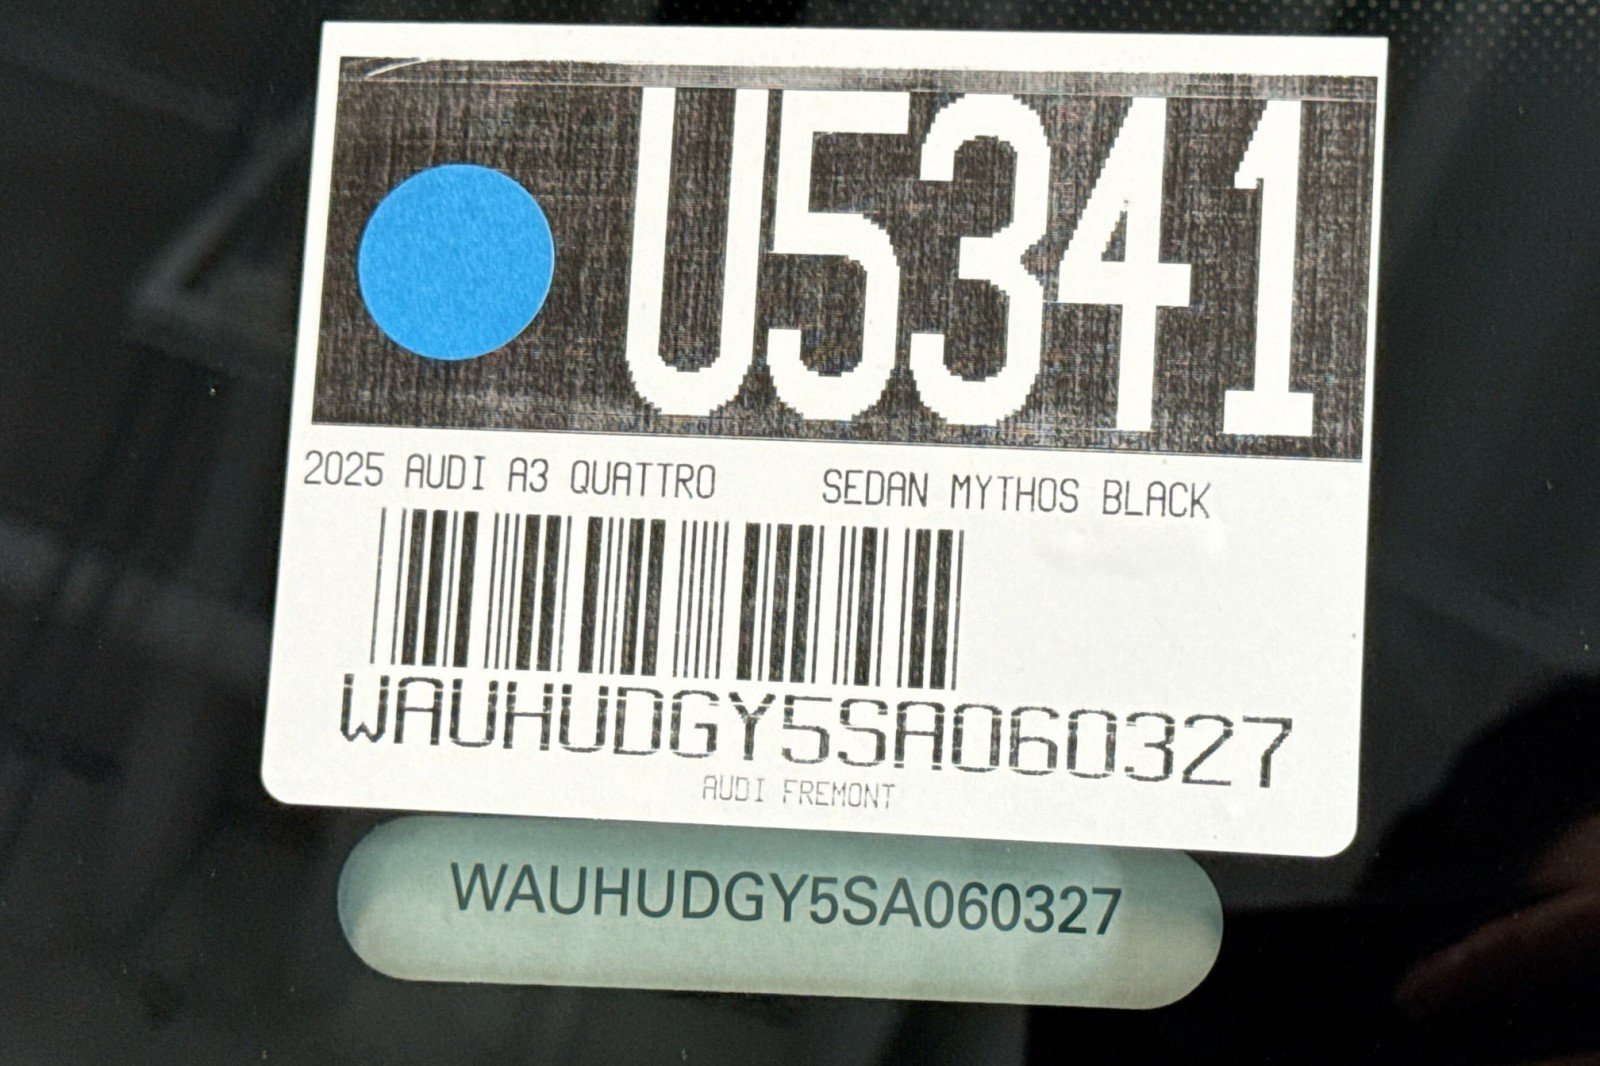 U5341
2025 AUDI A3 QUATTRO SEDAN MYTHOS BLACK
WAUHUDGY5SA060327
AUDI FREMONT
WAUHUDGY5SA060327